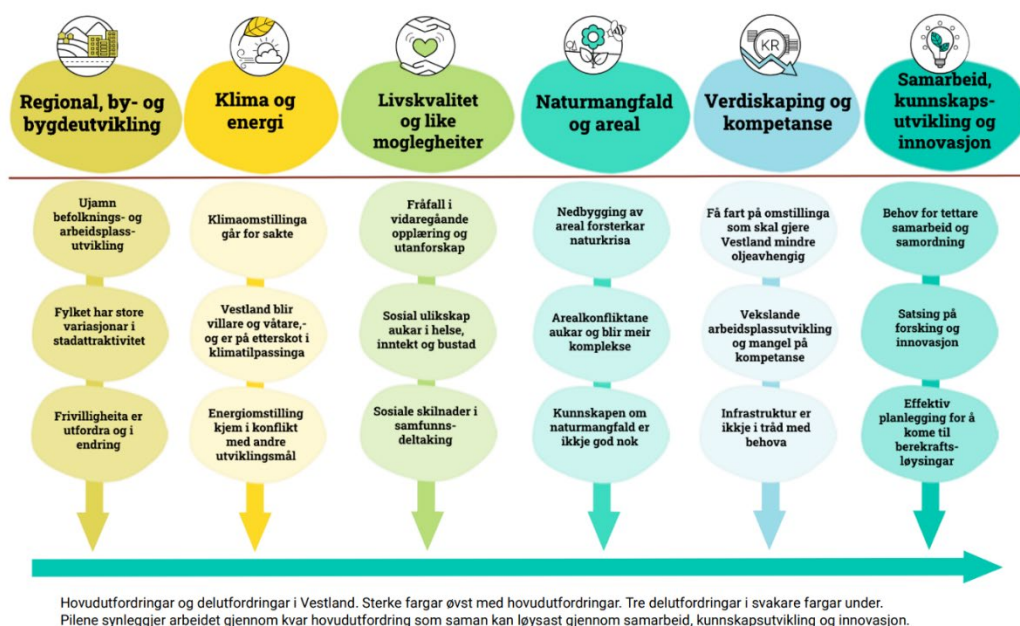 KR
Regional, by- og
bygdeutvikling
Klima og
energi
Livskvalitet
og like
moglegheiter
Naturmangfald
og areal
Verdiskaping og
kompetanse
Samarbeid,
kunnskaps-
utvikling og
innovasjon
Ujamn
befolknings- og
arbeidsplass-
utvikling
Klimaomstillinga
går for sakte
Fråfall i
vidaregåande
opplæring og
utanforskap
Nedbygging av
areal forsterkar
naturkrisa
Få fart på omstillinga
som skal gjere
Vestland mindre
oljeavhengig
Behov for tettare
samarbeid og
samordning
Fylket har store
variasjonar i
stadattraktivitet
Vestland blir
villare og våtare,-
og er på etterskot i
klimatilpassinga
Sosial ulikskap
aukar i helse,
inntekt og bustad
Arealkonfliktane
aukar og blir meir
komplekse
Vekslande
arbeidsplassutvikling
og mangel på
kompetanse
Satsing på
forsking og
innovasjon
Frivilligheita er
utfordra og i
endring
Energiomstilling
kjem i konflikt
med andre
utviklingsmål
Sosiale skilnader i
samfunns-
deltaking
Kunnskapen om
naturmangfald er
ikkje god nok
Infrastruktur er
ikkje i tråd med
behova
Effektiv
planlegging for å
kome til
berekrafts-
løysingar
Hovudutfordringar og delutfordringar i Vestland. Sterke fargar øvst med hovudutfordringar. Tre delutfordringar i svakare fargar under.
Pilene synleggjer arbeidet gjennom kvar hovudutfordring som saman kan løysast gjennom samarbeid, kunnskapsutvikling og innovasjon.